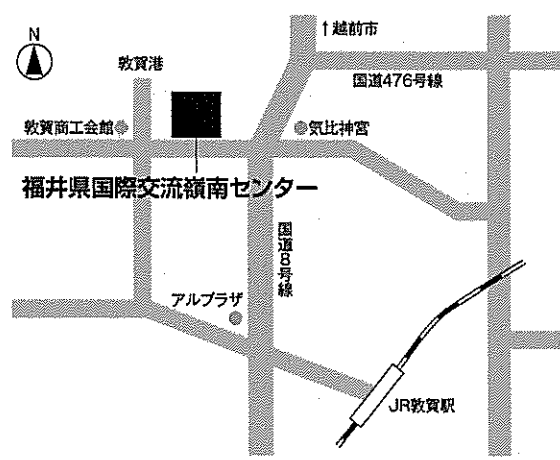 N
↑越前市
敦賀港
国道476号線
敦賀商工会館
気比神宮
福井県国際交流嶺南センター
国道8号線
アルプラザ
JR敦賀駅